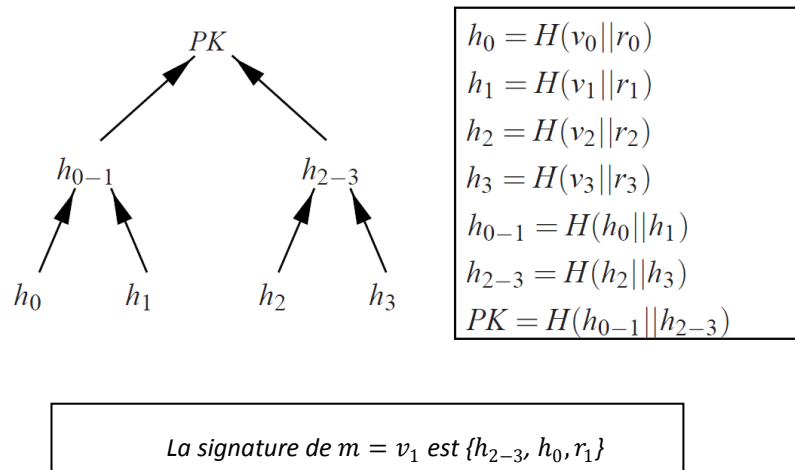 PK
h₀₋₁ h₂₋₃
h₀ h₁ h₂ h₃
h₀ = H(v₀||r₀)
h₁ = H(v₁||r₁)
h₂ = H(v₂||r₂)
h₃ = H(v₃||r₃)
h₀₋₁ = H(h₀||h₁)
h₂₋₃ = H(h₂||h₃)
PK = H(h₀₋₁||h₂₋₃)
La signature de m = v₁ est {h₂₋₃, h₀, r₁}